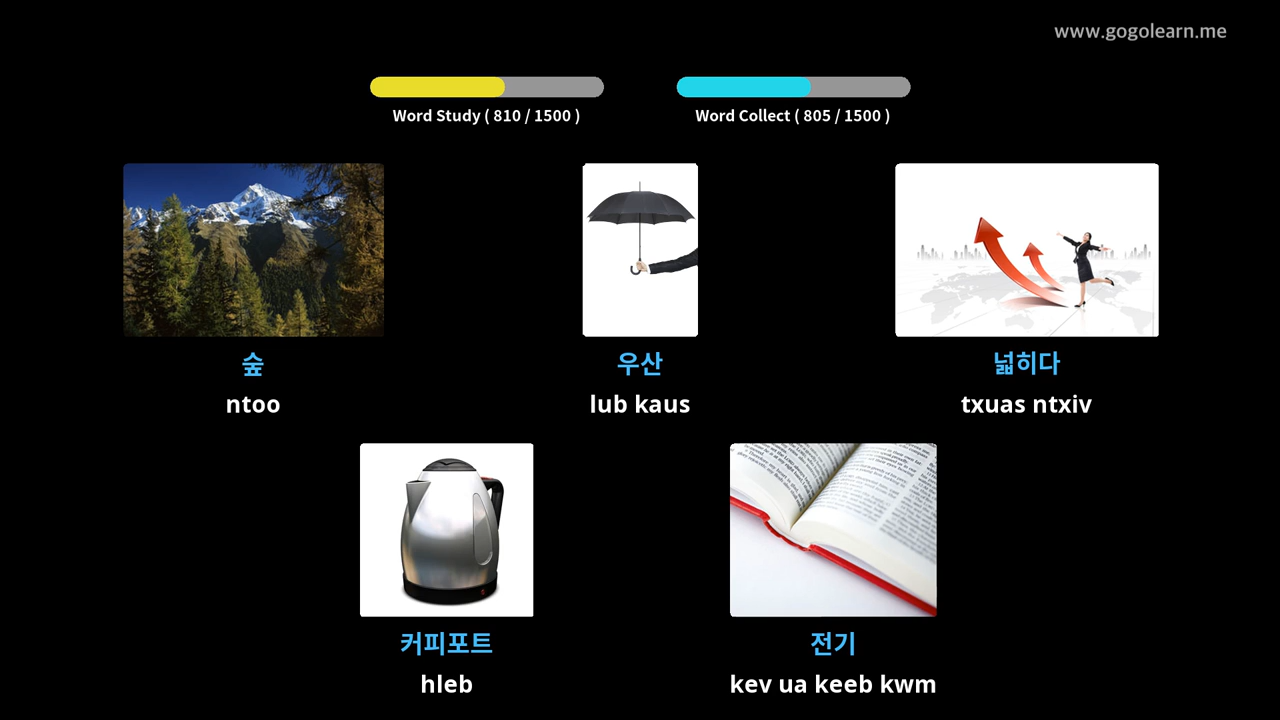 www.gogolearn.me
Word Study ( 810 / 1500 )
Word Collect ( 805 / 1500 )
숲
ntoo
우산
lub kaus
넓히다
txuas ntxiv
커피포트
hleb
전기
kev ua keeb kwm